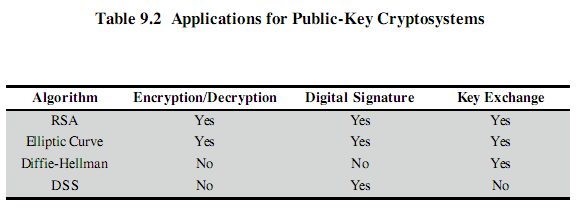 Table 9.2 Applications for Public-Key Cryptosystems
Algorithm Encryption/Decryption Digital Signature Key Exchange
RSA Yes Yes Yes
Elliptic Curve Yes Yes Yes
Diffie-Hellman No No Yes
DSS No Yes No